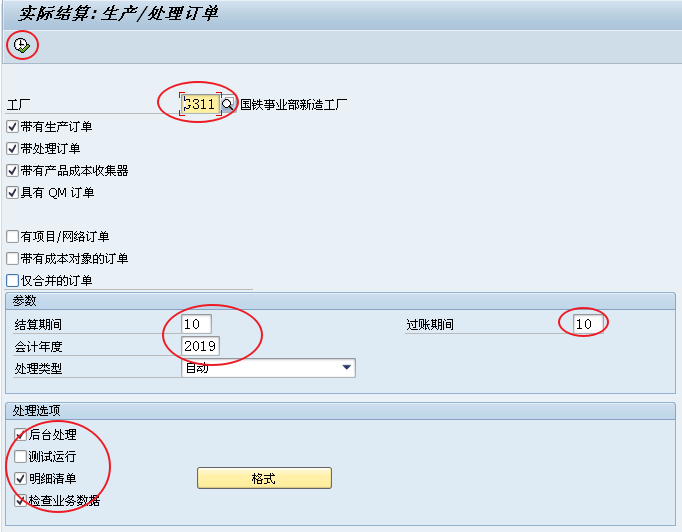 实际结算: 生产/处理订单
工厂 G311 国铁事业部新造工厂
带有生产订单
带处理订单
带有产品成本收集器
具有 QM 订单
有项目/网络订单
带有成本对象的订单
仅合并的订单
参数
结算期间 10 过账期间 10
会计年度 2019
处理类型 自动
处理选项
后台处理
测试运行
明细清单 格式
检查业务数据